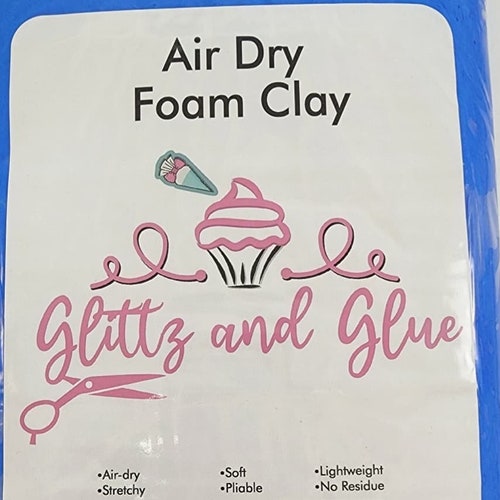 Air Dry
Foam Clay
Glittz and Glue
•Air-dry •Soft •Lightweight
•Stretchy •Pliable •No Residue